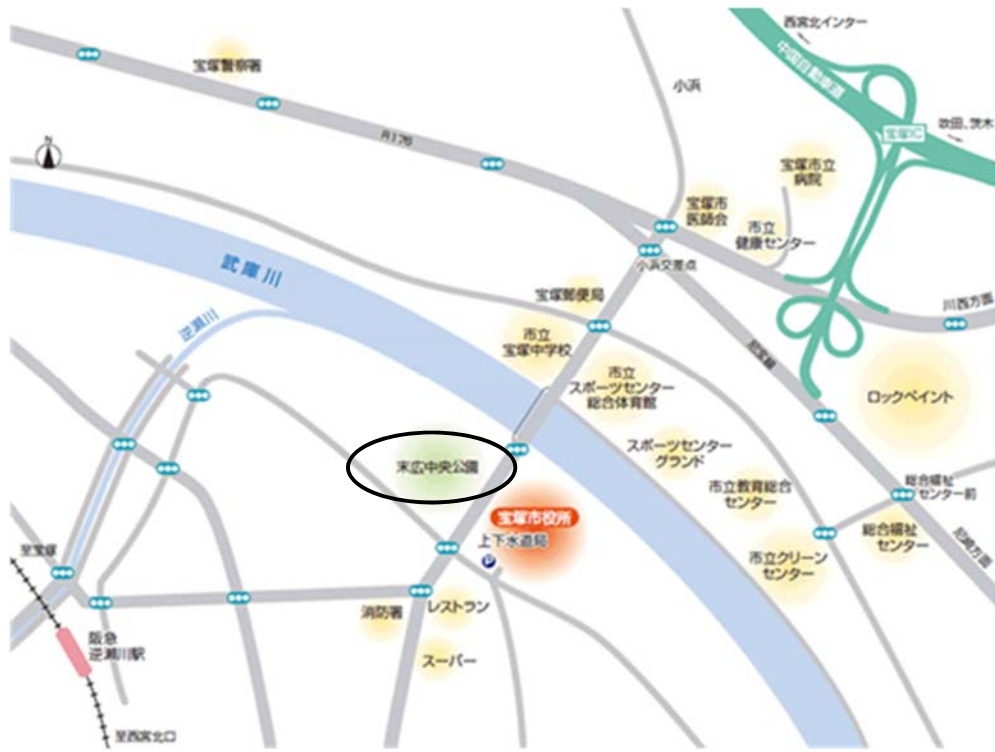 西宮北インター
中国自動車道
宝塚警察署
小浜
宝塚IC
吹田、茨木
R176
N
宝塚市立
病院
宝塚市
医師会
市立
健康センター
武庫川
小浜交差点
宝塚郵便局
川西方面
逆瀬川
市立
宝塚中学校
尼宝線
市立
スポーツセンター
総合体育館
ロックペイント
スポーツセンター
グランド
末広中央公園
市立教育総合
センター
総合福祉
センター前
宝塚市役所
上下水道局
P
総合福祉
センター
尼崎方面
市立クリーン
センター
至宝塚
消防署
レストラン
阪急
逆瀬川駅
スーパー
至西宮北口